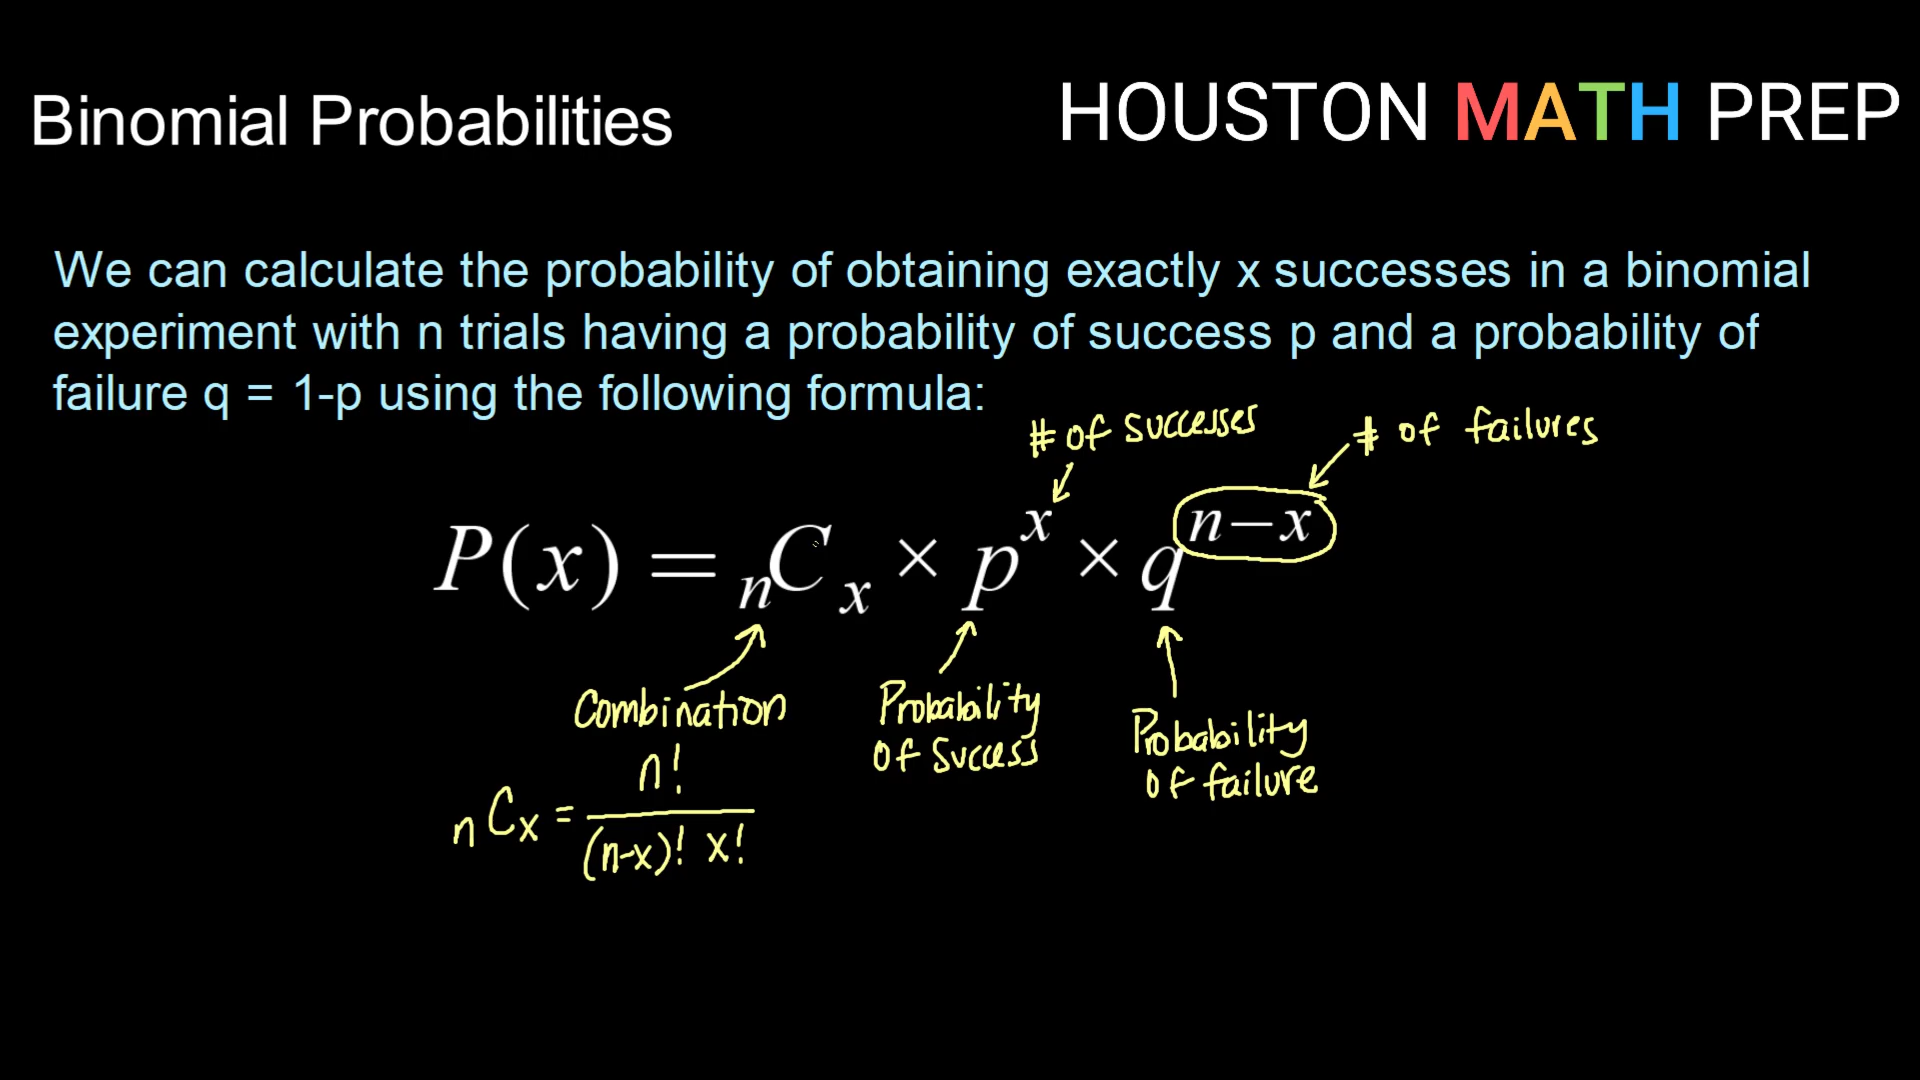 Binomial Probabilities
HOUSTON MATH PREP
We can calculate the probability of obtaining exactly x successes in a binomial
experiment with n trials having a probability of success p and a probability of
failure q = 1-p using the following formula:
# of successes
# of failures
P(x) = ₙCₓ × pˣ × qⁿ⁻ˣ
Combination
Probability
of success
Probability
of failure
ₙCₓ = n! / (n-x)! x!